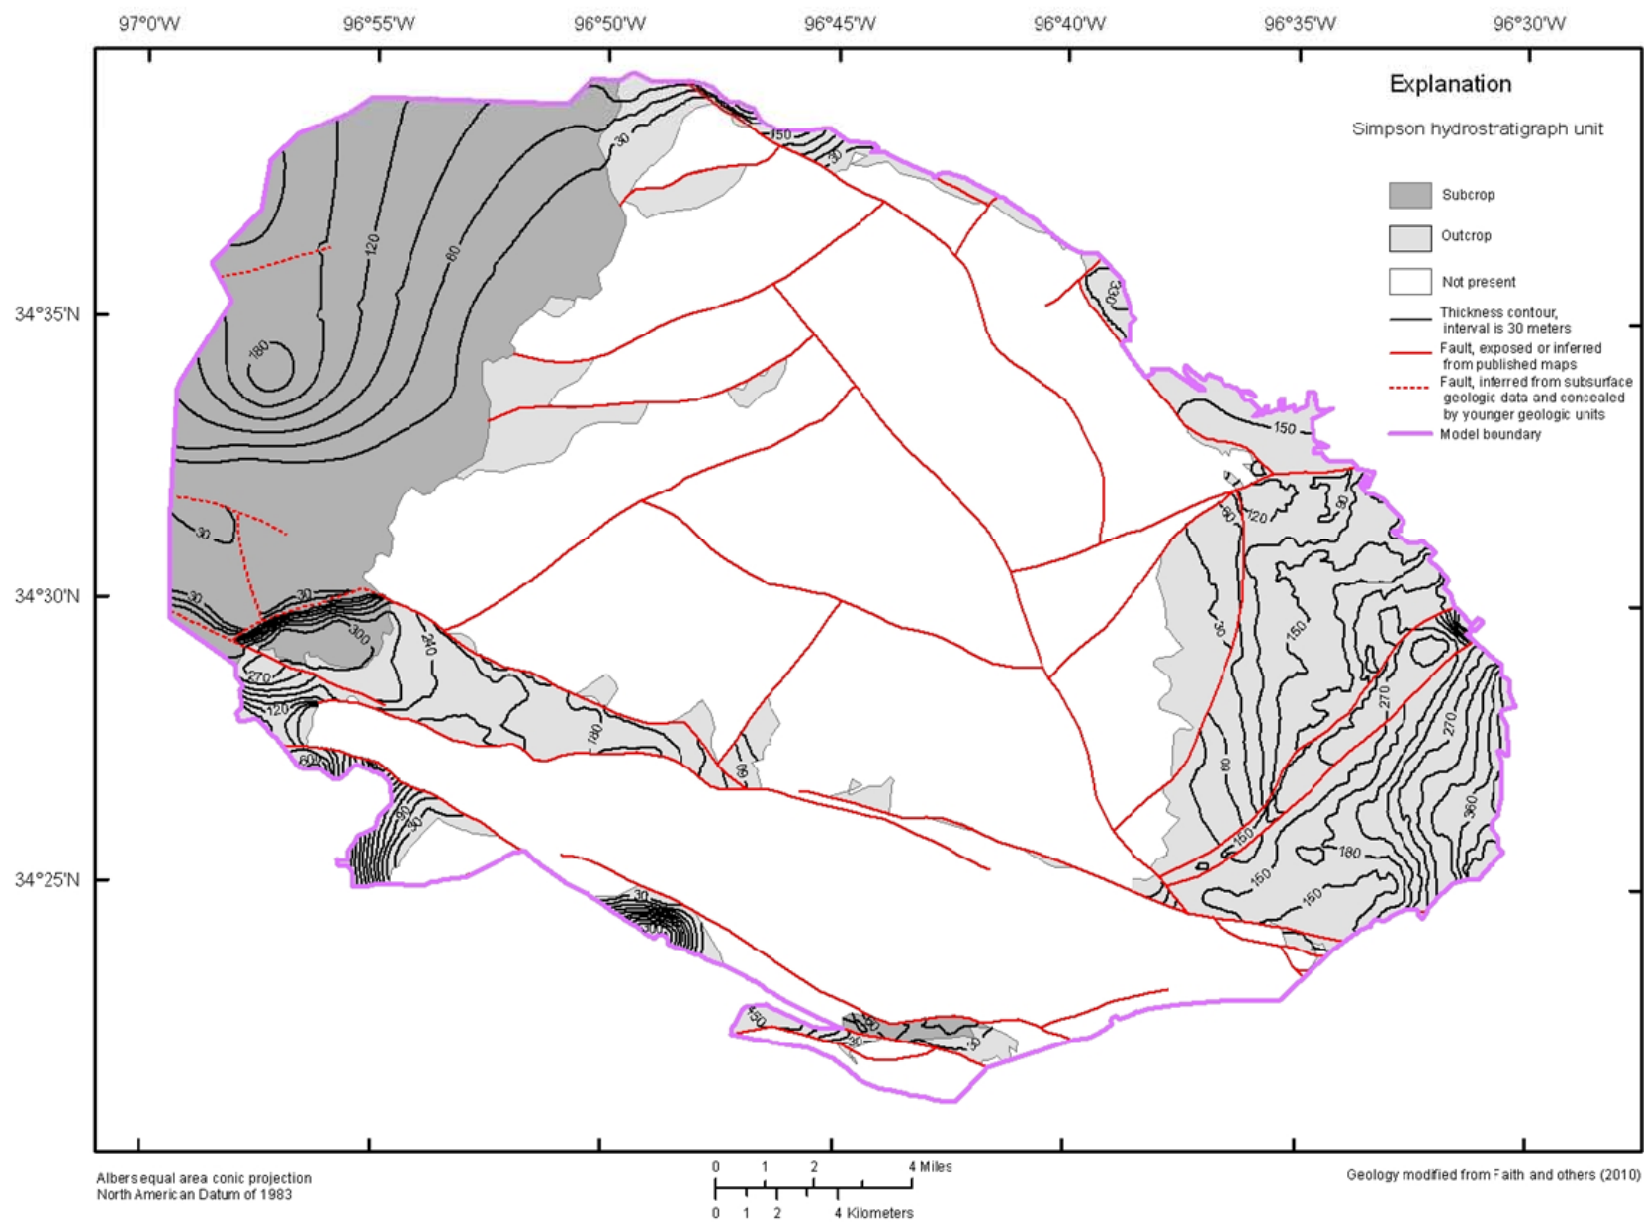 97°0'W 96°55'W 96°50'W 96°45'W 96°40'W 96°35'W 96°30'W
Explanation
Simpson hydrostratigraph unit
Subcrop
Outcrop
Not present
Thickness contour,
interval is 30 meters
Fault, exposed or inferred
from published maps
Fault, inferred from subsurface
geologic data and concealed
by younger geologic units
Model boundary
34°35'N
34°30'N
34°25'N
30
150
30
120
60
330
180
150
30
60
120
90
30
30
300
240
270
120
180
60
60
90
30
30
150
30
60
270
270
360
150
180
150
150
30
300
450
30
30
Albers equal area conic projection
North American Datum of 1983
0 1 2 4 Miles
0 1 2 4 Kilometers
Geology modified from Faith and others (2010)